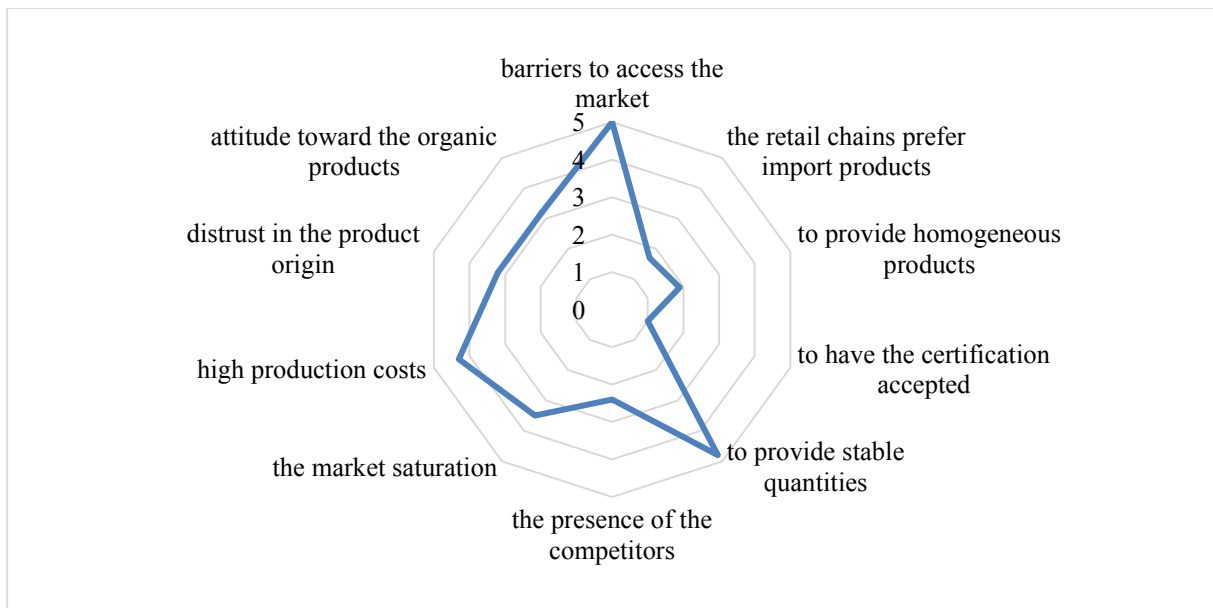 barriers to access the
market
the retail chains prefer
import products
to provide homogeneous
products
to have the certification
accepted
to provide stable
quantities
the presence of the
competitors
the market saturation
high production costs
distrust in the product
origin
attitude toward the organic
products
5
4
3
2
1
0